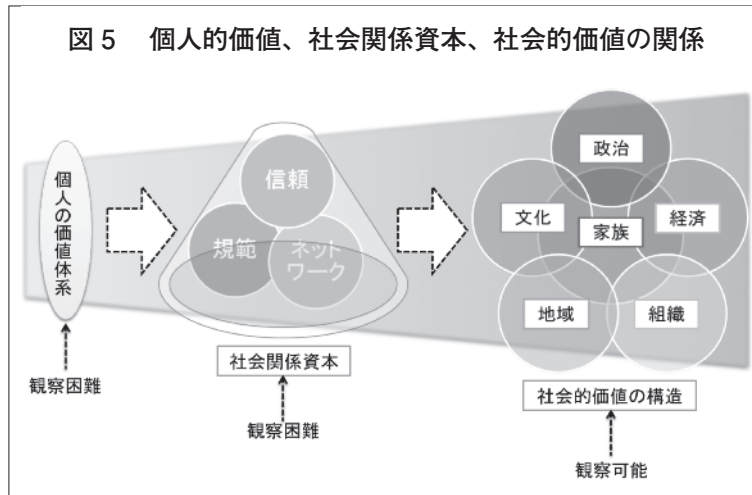 図5 個人的価値、社会関係資本、社会的価値の関係
個人の価値体系
観察困難
信頼
規範
ネット
ワーク
社会関係資本
観察困難
政治
文化
経済
家族
地域
組織
社会的価値の構造
観察可能